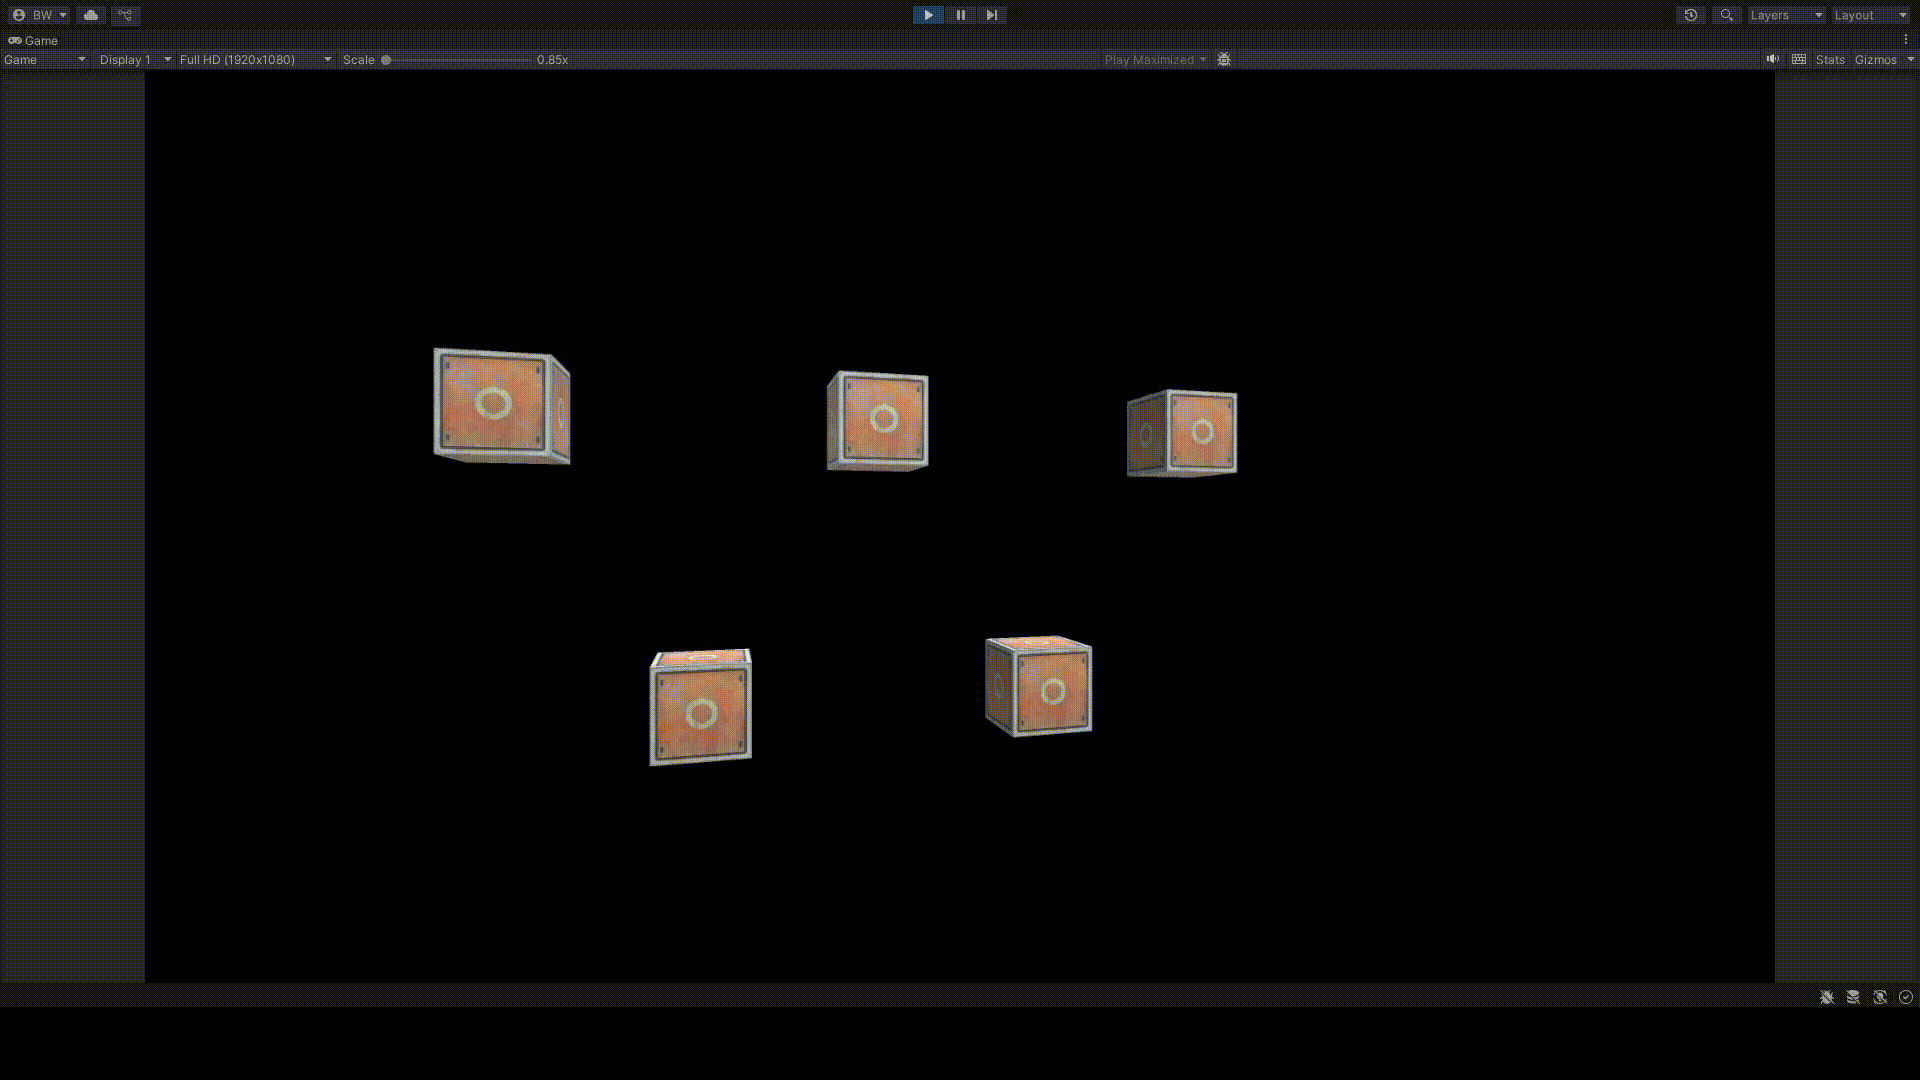 BW Layers Layout
Game
Game Display 1 Full HD (1920x1080) Scale 0.85x Play Maximized Stats Gizmos